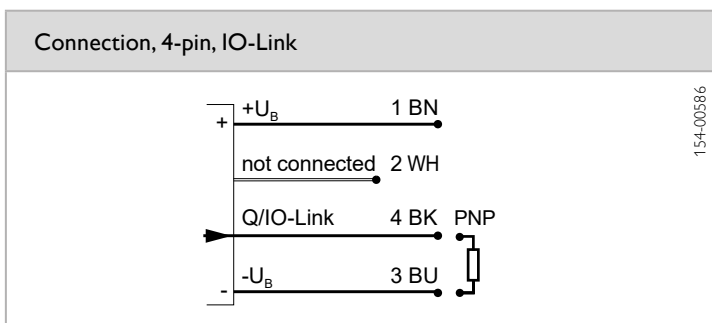 Connection, 4-pin, IO-Link
154-00586
+U_B 1 BN
+
not connected 2 WH
Q/IO-Link 4 BK PNP
-U_B 3 BU
-